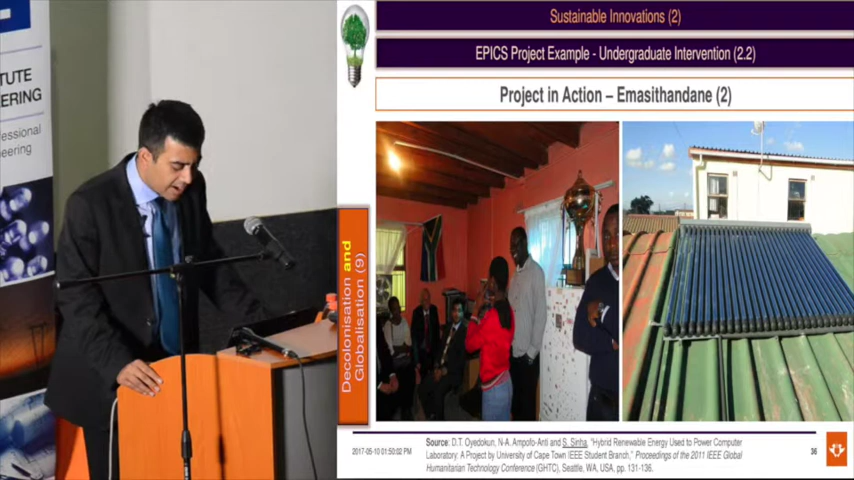 TUTE
ERING
essional
neering
Sustainable Innovations (2)
EPICS Project Example - Undergraduate Intervention (2.2)
Project in Action – Emasithandane (2)
Decolonisation and
Globalisation (9)
2017-05-10 01:50:02 PM
Source: D.T. Oyedokun, N-A. Ampofo-Anti and S. Sinha, "Hybrid Renewable Energy Used to Power Computer
Laboratory: A Project by University of Cape Town IEEE Student Branch," Proceedings of the 2011 IEEE Global
Humanitarian Technology Conference (GHTC), Seattle, WA, USA, pp. 131-136.
36